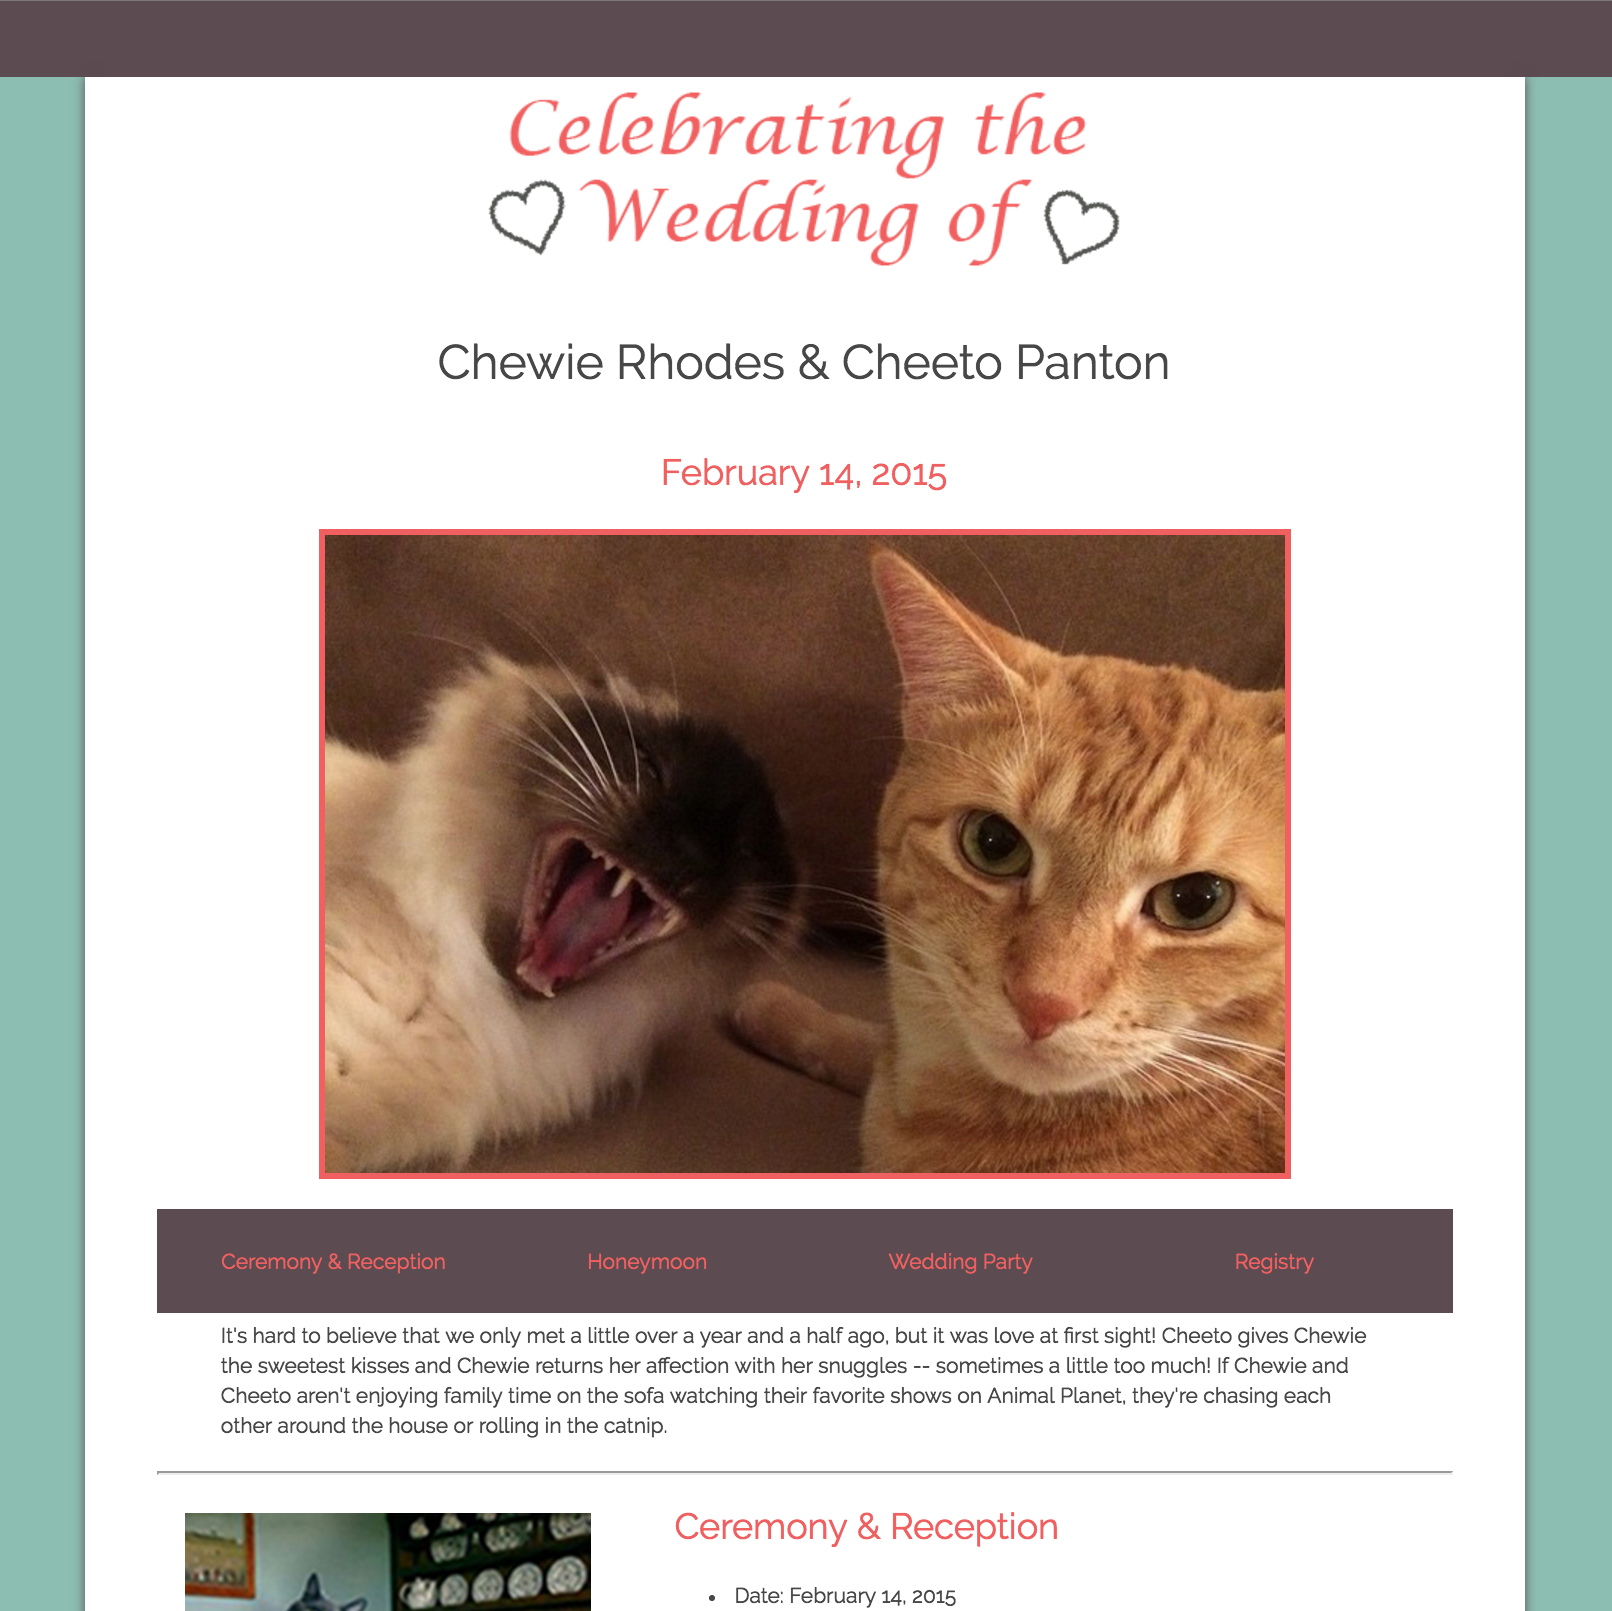 Celebrating the
Wedding of
Chewie Rhodes & Cheeto Panton
February 14, 2015
Ceremony & Reception
Honeymoon
Wedding Party
Registry
It's hard to believe that we only met a little over a year and a half ago, but it was love at first sight! Cheeto gives Chewie
the sweetest kisses and Chewie returns her affection with her snuggles -- sometimes a little too much! If Chewie and
Cheeto aren't enjoying family time on the sofa watching their favorite shows on Animal Planet, they're chasing each
other around the house or rolling in the catnip.
Ceremony & Reception
• Date: February 14, 2015